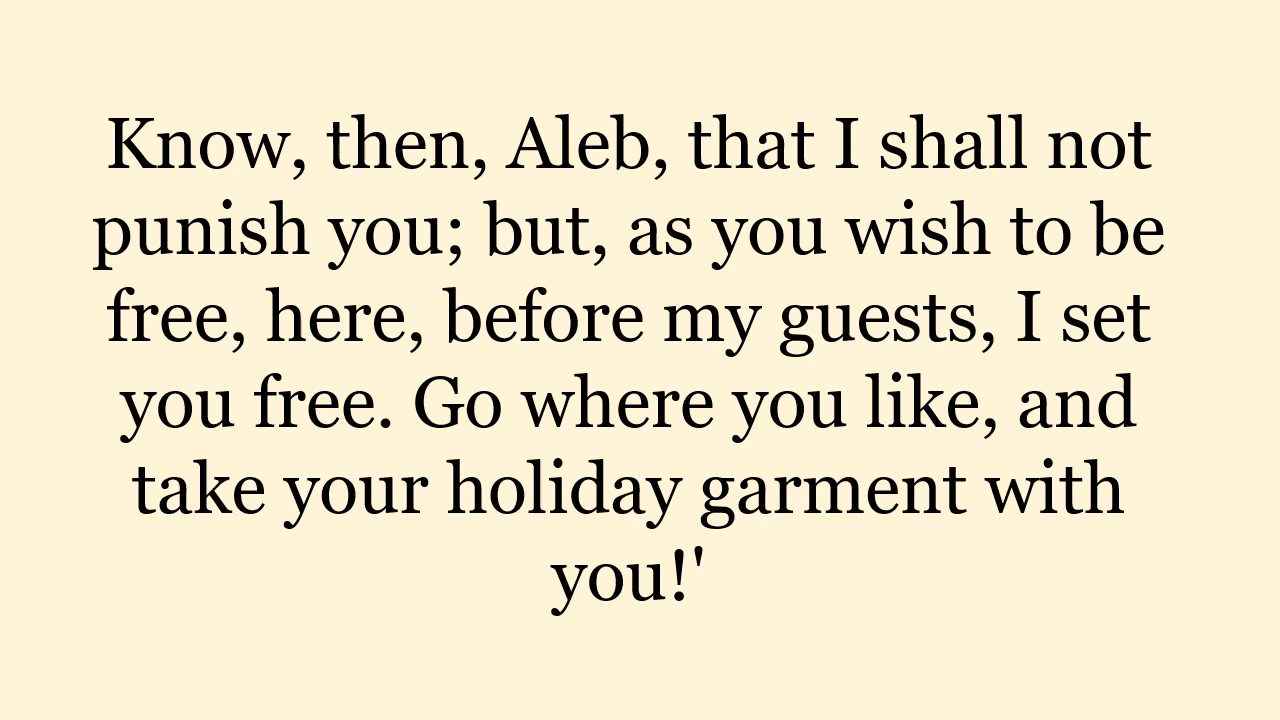 Know, then, Aleb, that I shall not
punish you; but, as you wish to be
free, here, before my guests, I set
you free. Go where you like, and
take your holiday garment with
you!'